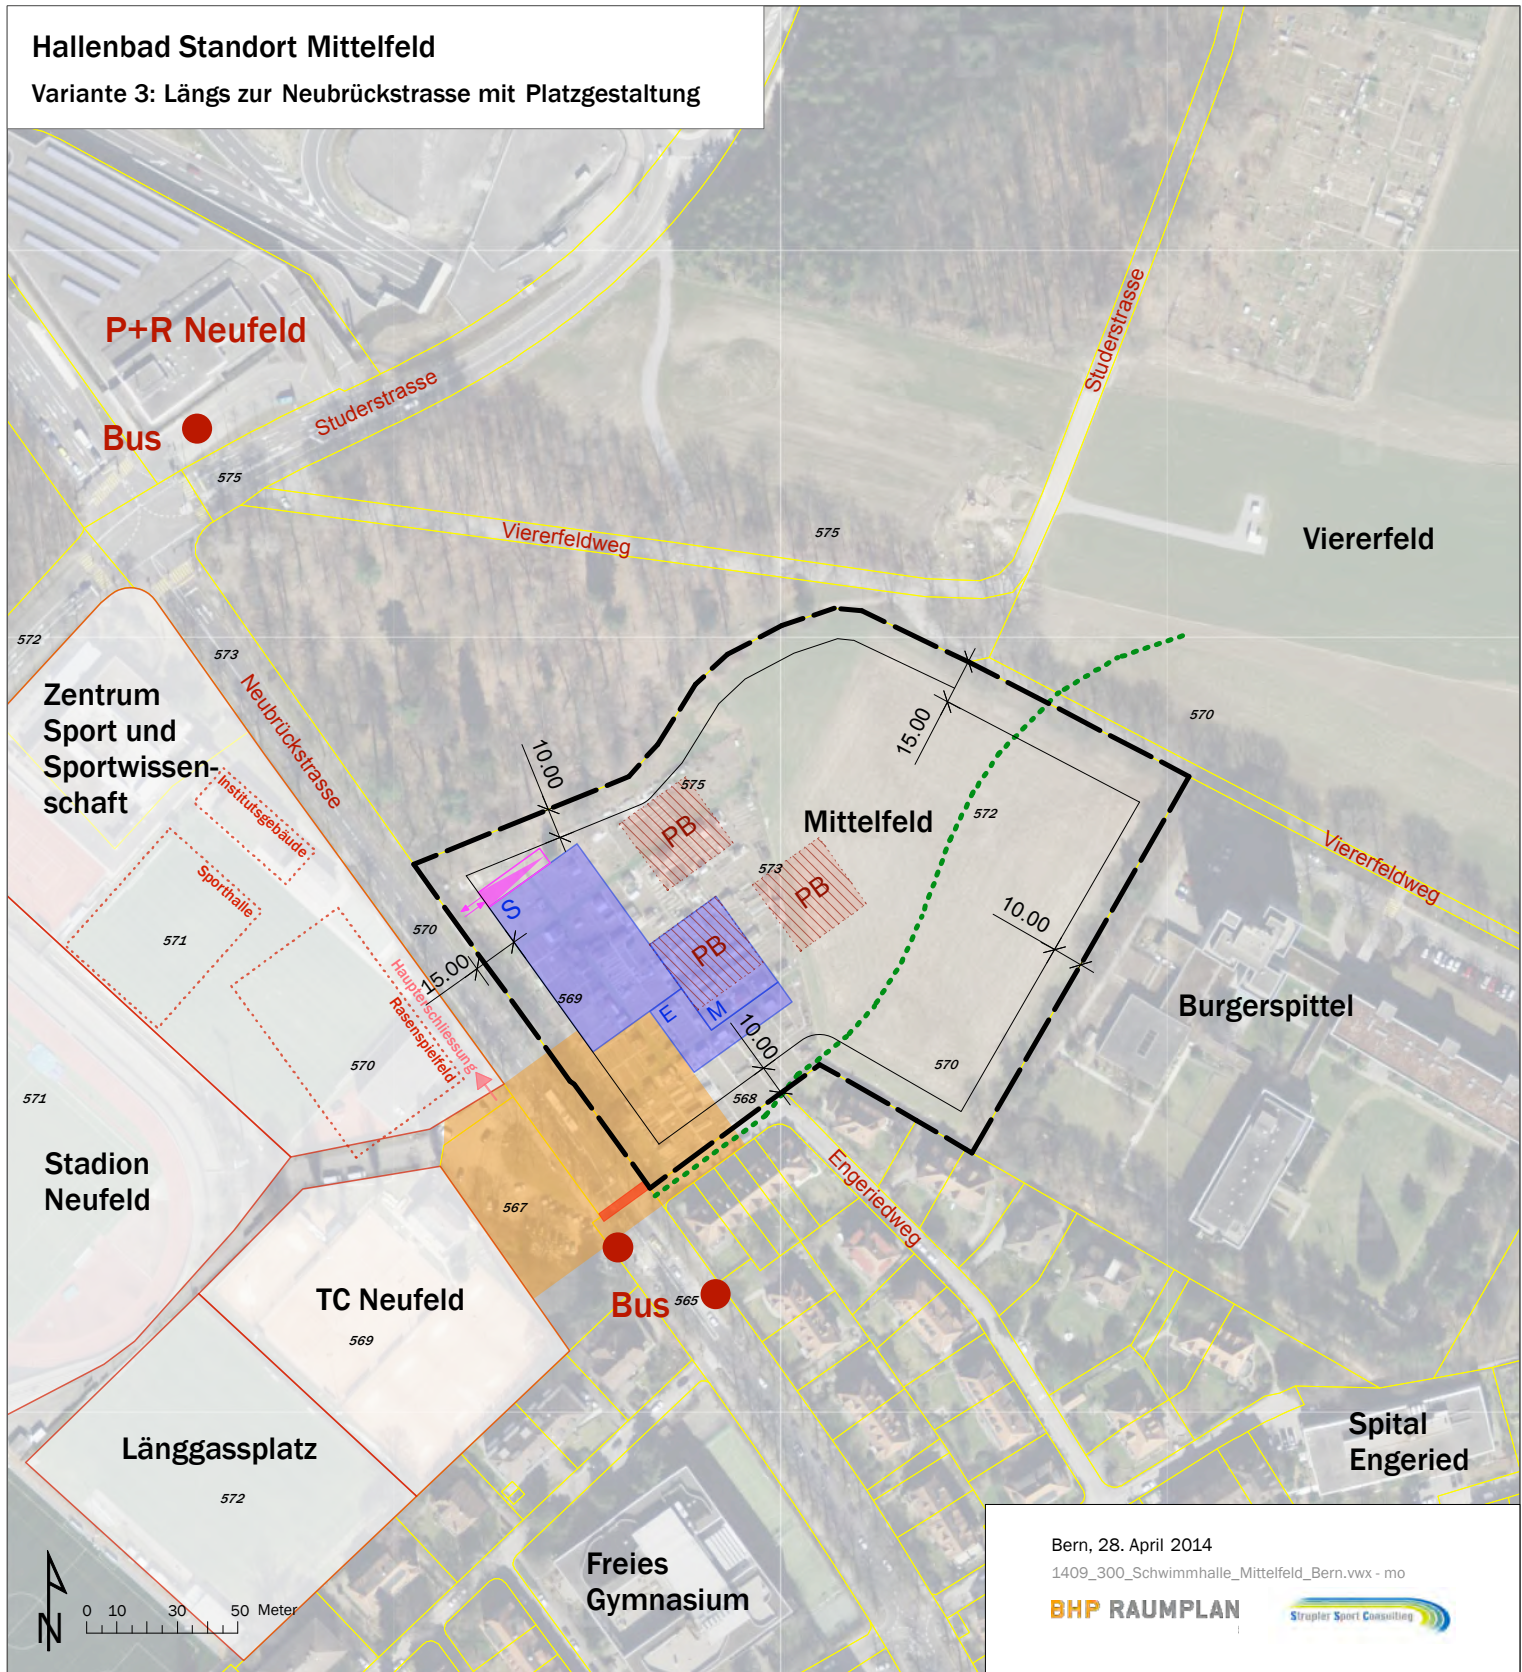 Hallenbad Standort Mittelfeld
Variante 3: Längs zur Neubrückstrasse mit Platzgestaltung
P+R Neufeld
Bus
Studerstrasse
Studerstrasse
575
Viererfeldweg
575
Viererfeld
572
573
Zentrum
Sport und
Sportwissen-
schaft
Neubrückstrasse
Institutsgebäude
Sporthalle
571
570
Haupterschliessung
Rasenspielfeld
570
10.00
15.00
15.00
570
575
PB
Mittelfeld
572
573
PB
PB
S
569
E
M
10.00
10.00
Viererfeldweg
Burgerspittel
570
568
571
Stadion
Neufeld
567
Engeriedweg
Bus
565
TC Neufeld
569
Länggassplatz
572
Spital
Engeried
Freies
Gymnasium
N
0 10 30 50 Meter
Bern, 28. April 2014
1409_300_Schwimmhalle_Mittelfeld_Bern.vwx - mo
BHP RAUMPLAN
Strupler Sport Consulting